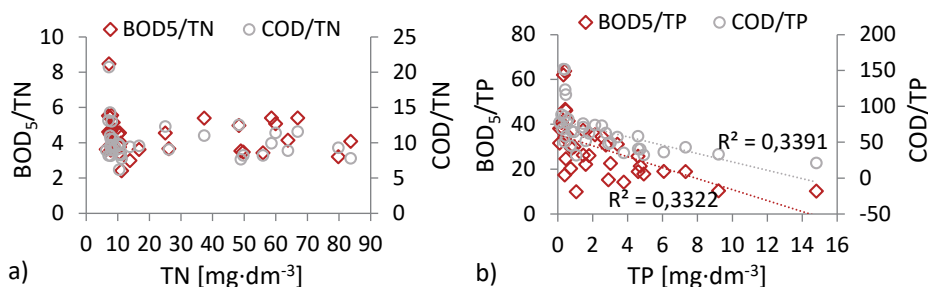 BOD5/TN COD/TN
10
8
6
4
2
0
BOD₅/TN
25
20
15
10
5
0
COD/TN
0 10 20 30 40 50 60 70 80 90
a) TN [mg·dm⁻³]
BOD5/TP COD/TP
80
60
40
20
0
BOD₅/TP
200
150
100
50
0
-50
COD/TP
R² = 0,3391
R² = 0,3322
0 2 4 6 8 10 12 14 16
b) TP [mg·dm⁻³]